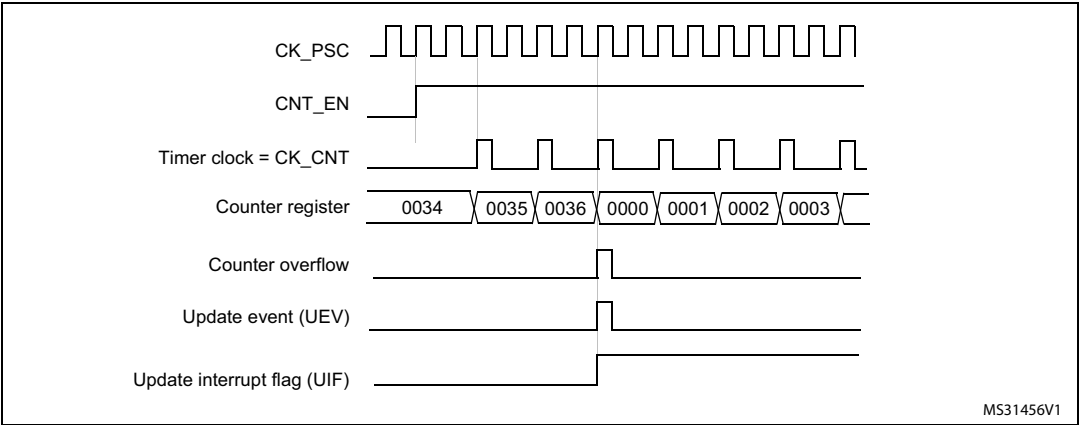 CK_PSC
CNT_EN
Timer clock = CK_CNT
Counter register 0034 0035 0036 0000 0001 0002 0003
Counter overflow
Update event (UEV)
Update interrupt flag (UIF)
MS31456V1